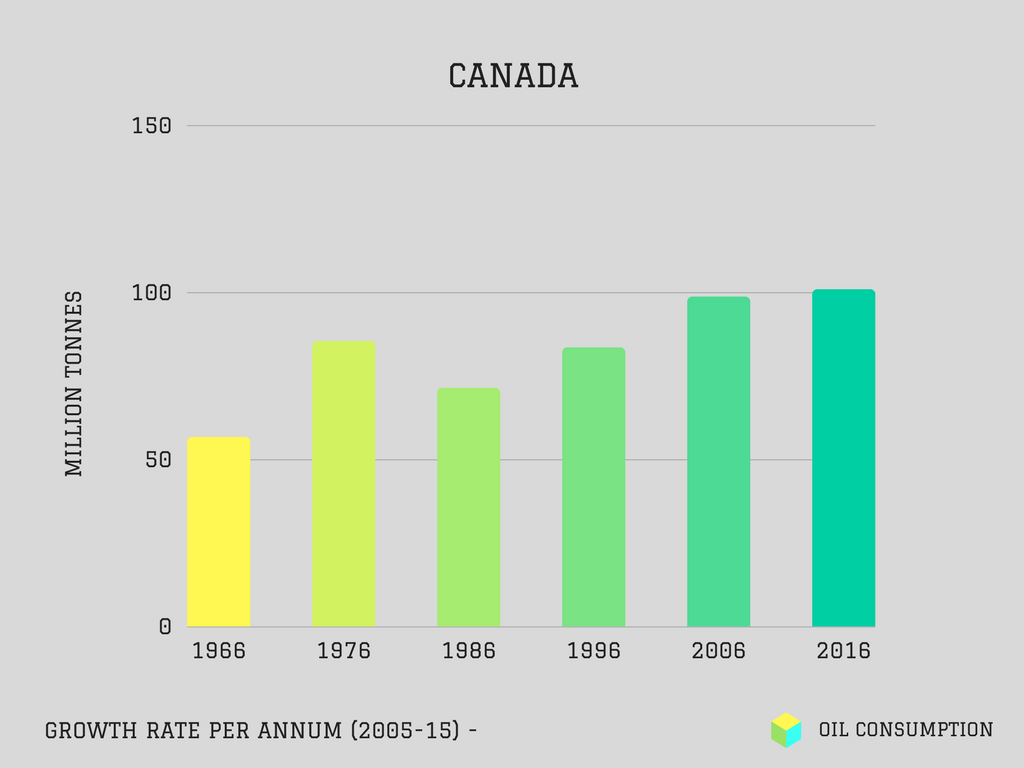 CANADA
150
100
50
0
MILLION TONNES
1966 1976 1986 1996 2006 2016
GROWTH RATE PER ANNUM (2005-15) -
OIL CONSUMPTION